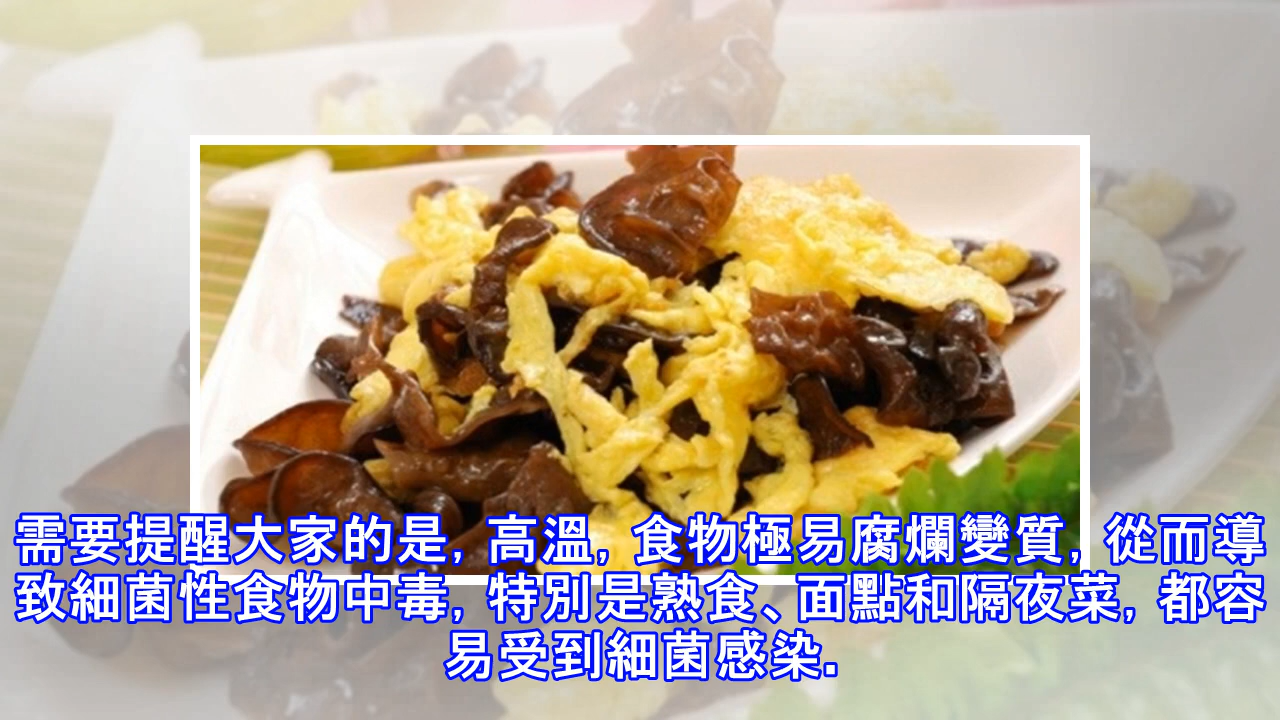 需要提醒大家的是, 高溫, 食物極易腐爛變質, 從而導
致細菌性食物中毒, 特別是熟食、面點和隔夜菜, 都容
易受到細菌感染.